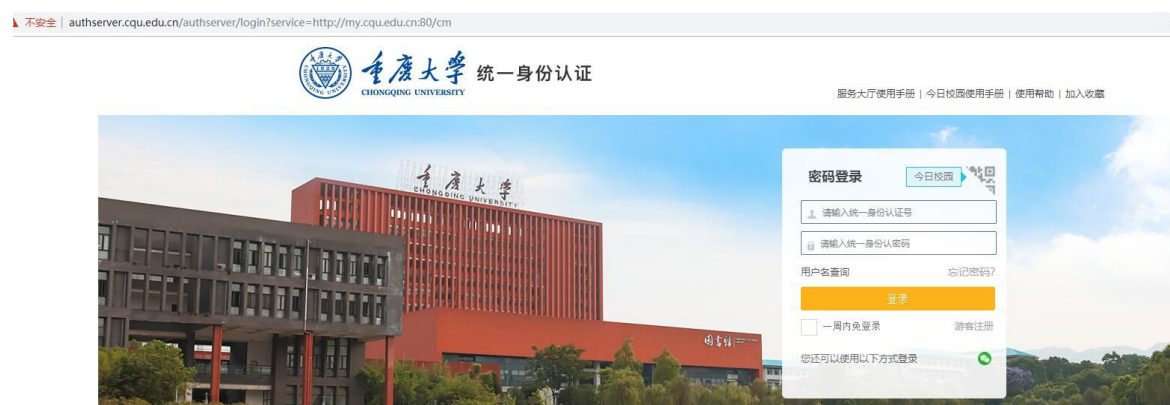 不安全 | authserver.cqu.edu.cn/authserver/login?service=http://my.cqu.edu.cn:80/cm
重庆大学 统一身份认证
CHONGQING UNIVERSITY
服务大厅使用手册 | 今日校园使用手册 | 使用帮助 | 加入收藏
重庆大学
CHONGQING UNIVERSITY
图书馆
密码登录 今日校园
请输入统一身份认证号
请输入统一身份认密码
用户名查询 忘记密码?
登录
一周内免登录 游客注册
您还可以使用以下方式登录